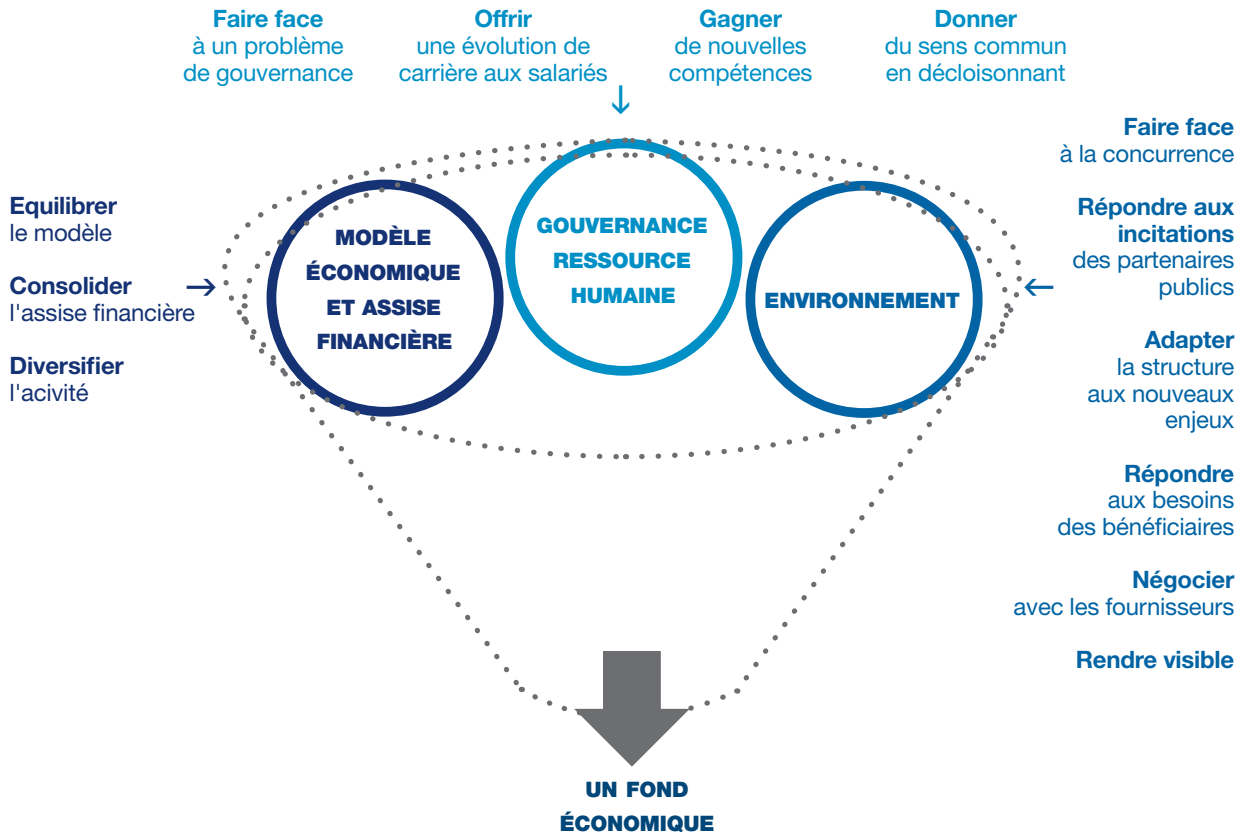 Faire face
à un problème
de gouvernance
Offrir
une évolution de
carrière aux salariés
Gagner
de nouvelles
compétences
Donner
du sens commun
en décloisonnant
Equilibrer
le modèle
Consolider
l'assise financière
Diversifier
l'acivité
MODÈLE
ÉCONOMIQUE
ET ASSISE
FINANCIÈRE
GOUVERNANCE
RESSOURCE
HUMAINE
ENVIRONNEMENT
Faire face
à la concurrence
Répondre aux
incitations
des partenaires
publics
Adapter
la structure
aux nouveaux
enjeux
Répondre
aux besoins
des bénéficiaires
Négocier
avec les fournisseurs
Rendre visible
UN FOND
ÉCONOMIQUE